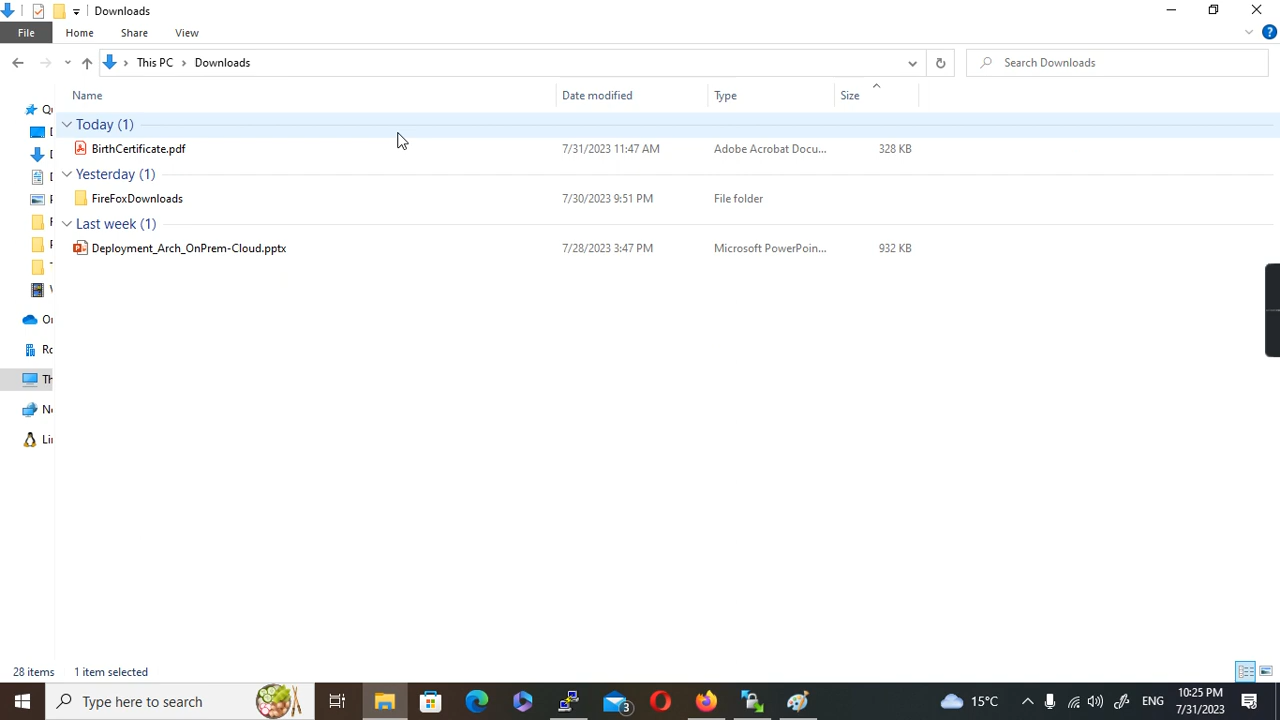 Downloads
File Home Share View
This PC Downloads
Search Downloads
Name Date modified Type Size
Today (1)
BirthCertificate.pdf 7/31/2023 11:47 AM Adobe Acrobat Docu... 328 KB
Yesterday (1)
FireFoxDownloads 7/30/2023 9:51 PM File folder
Last week (1)
Deployment_Arch_OnPrem-Cloud.pptx 7/28/2023 3:47 PM Microsoft PowerPoin... 932 KB
28 items 1 item selected
Type here to search
3
15°C
ENG
10:25 PM
7/31/2023